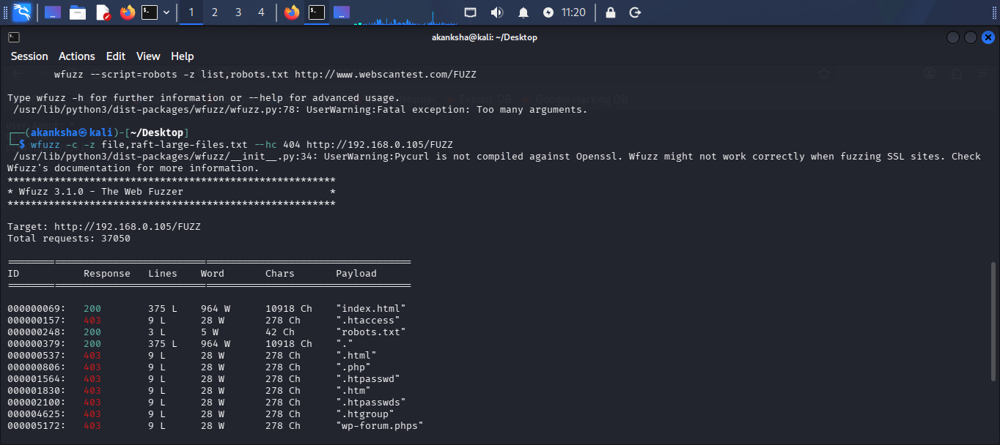 1 2 3 4 11:20
akanksha@kali: ~/Desktop
Session Actions Edit View Help
wfuzz --script=robots -z list,robots.txt http://www.webscantest.com/FUZZ
Type wfuzz -h for further information or --help for advanced usage.
Exploit-DB Google Hacking DB
/usr/lib/python3/dist-packages/wfuzz/wfuzz.py:78: UserWarning:Fatal exception: Too many arguments.
┌──(akanksha㉿kali)-[~/Desktop]
└─$ wfuzz -c -z file,raft-large-files.txt --hc 404 http://192.168.0.105/FUZZ
/usr/lib/python3/dist-packages/wfuzz/__init__.py:34: UserWarning:Pycurl is not compiled against Openssl. Wfuzz might not work correctly when fuzzing SSL sites. Check
Wfuzz's documentation for more information.
********************************************************
* Wfuzz 3.1.0 - The Web Fuzzer                         *
********************************************************
Target: http://192.168.0.105/FUZZ
Total requests: 37050
=====================================================================
ID Response Lines Word Chars Payload
=====================================================================
000000069: 200 375 L 964 W 10918 Ch "index.html"
000000157: 403 9 L 28 W 278 Ch ".htaccess"
000000248: 200 3 L 5 W 42 Ch "robots.txt"
000000379: 200 375 L 964 W 10918 Ch "."
000000537: 403 9 L 28 W 278 Ch ".html"
000000806: 403 9 L 28 W 278 Ch ".php"
000001564: 403 9 L 28 W 278 Ch ".htpasswd"
000001830: 403 9 L 28 W 278 Ch ".htm"
000002100: 403 9 L 28 W 278 Ch ".htpasswds"
000004625: 403 9 L 28 W 278 Ch ".htgroup"
000005172: 403 9 L 28 W 278 Ch "wp-forum.phps"